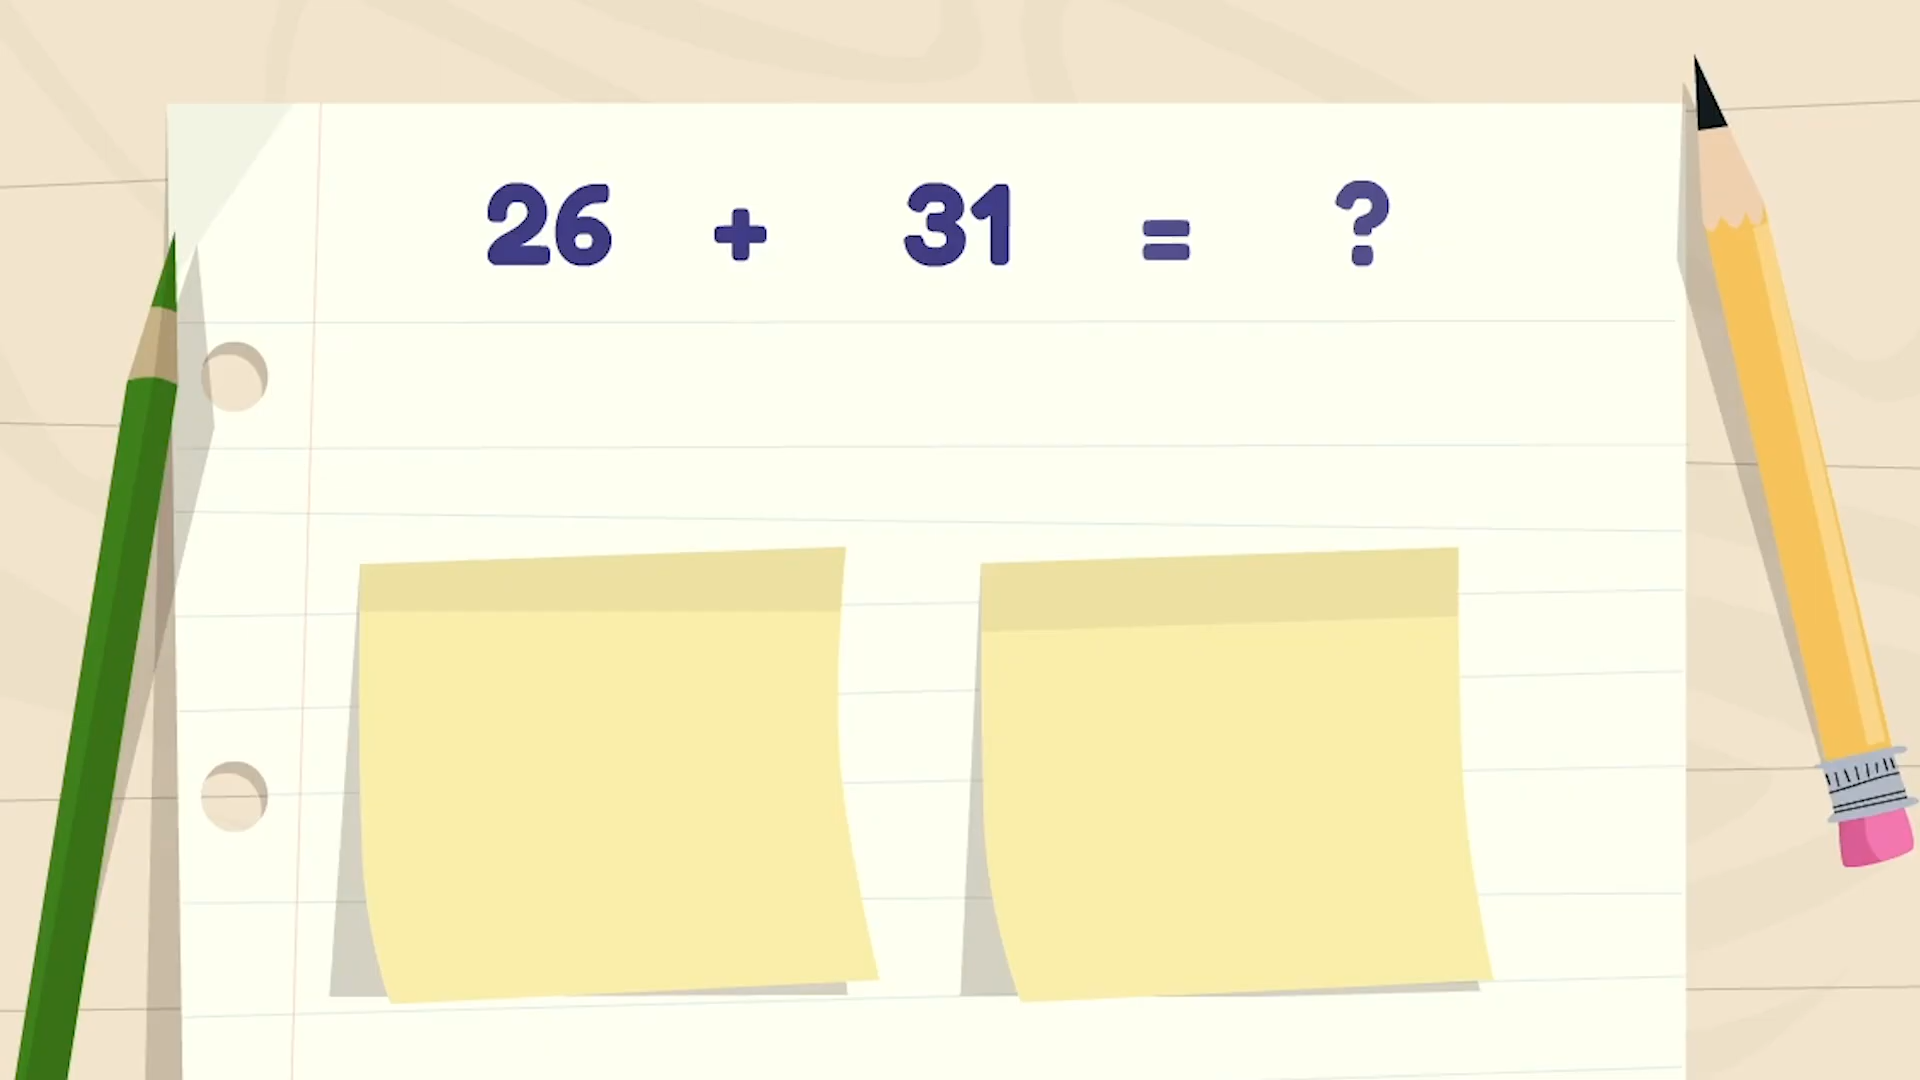 26 + 31 = ?